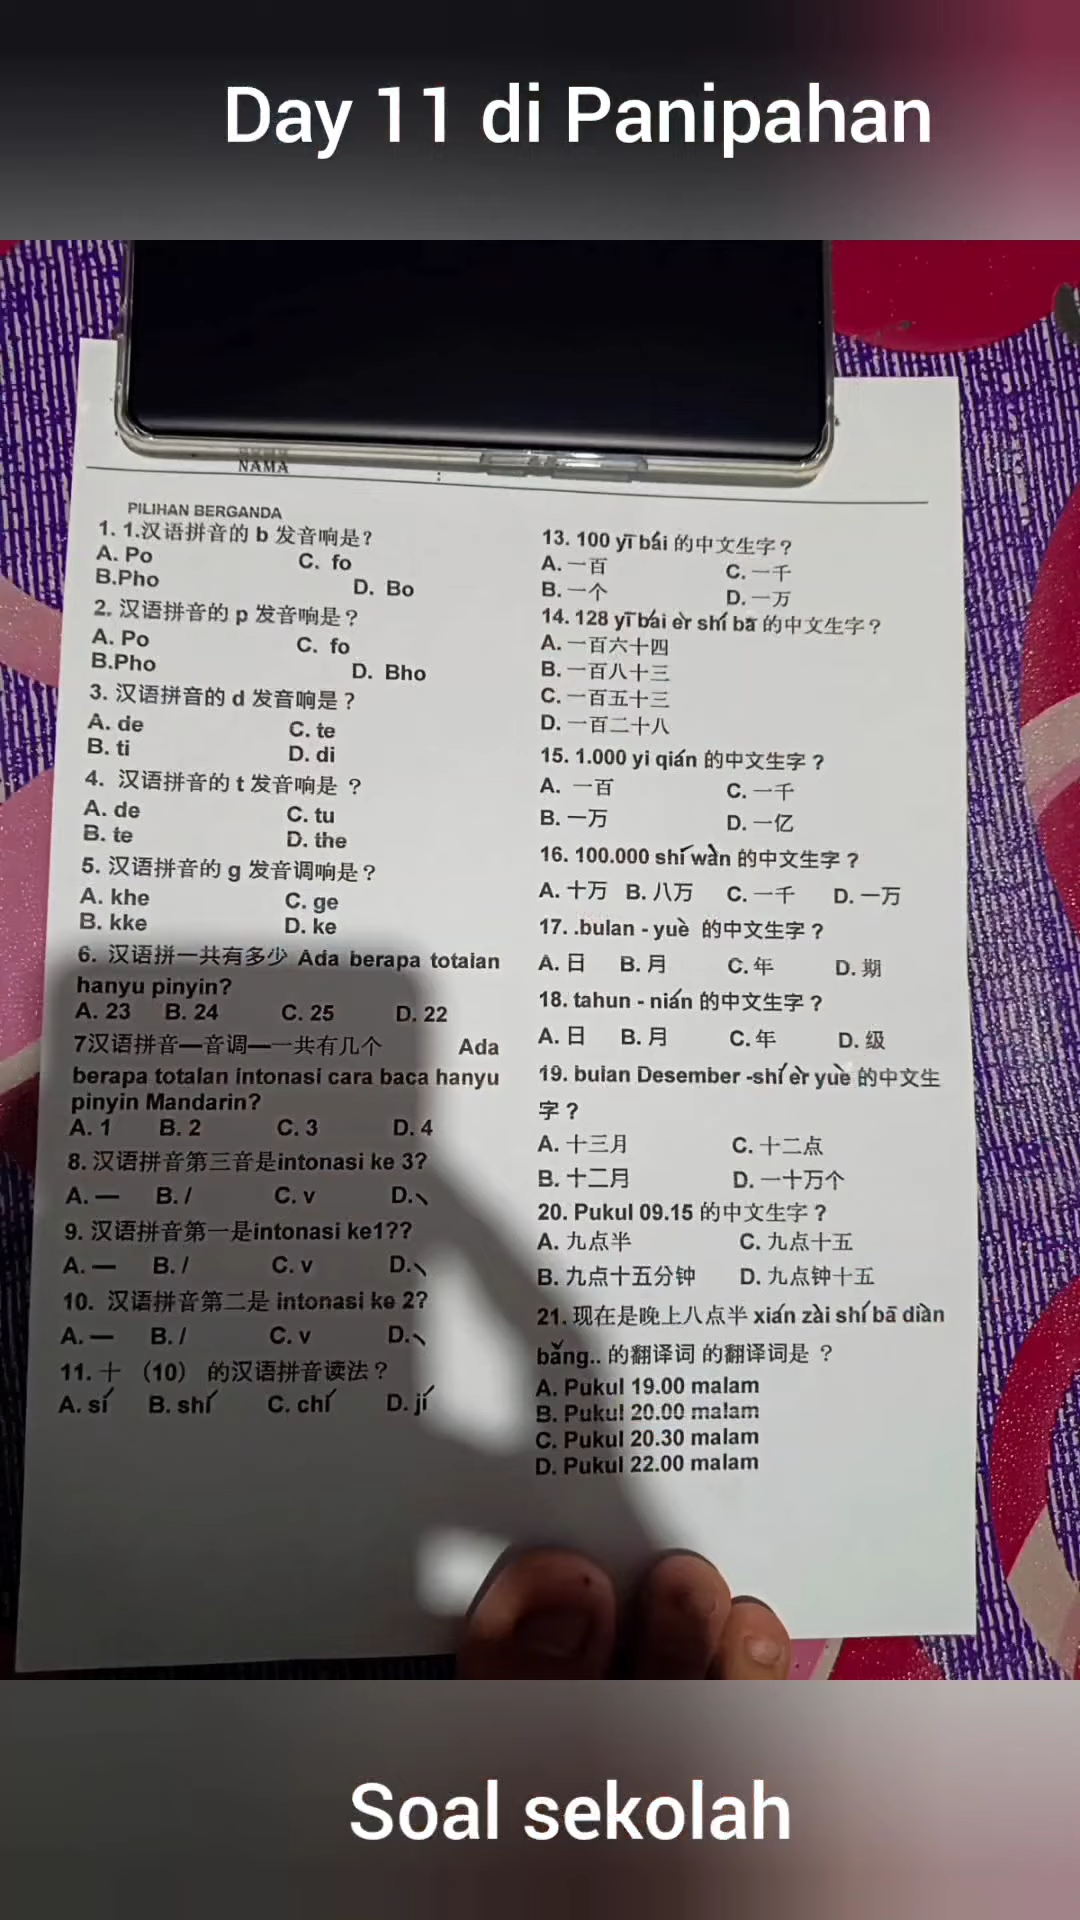 Day 11 di Panipahan
NAMA :
PILIHAN BERGANDA
1. 1.汉语拼音的 b 发音响是?
A. Po C. fo
B.Pho D. Bo
2. 汉语拼音的 p 发音响是？
A. Po C. fo
B.Pho D. Bho
3. 汉语拼音的 d 发音响是？
A. de C. te
B. ti D. di
4. 汉语拼音的 t 发音响是 ？
A. de C. tu
B. te D. the
5. 汉语拼音的 g 发音调响是？
A. khe C. ge
B. kke D. ke
6. 汉语拼一共有多少 Ada berapa totalan
hanyu pinyin?
A. 23 B. 24 C. 25 D. 22
7汉语拼音—音调—一共有几个 Ada
berapa totalan intonasi cara baca hanyu
pinyin Mandarin?
A. 1 B. 2 C. 3 D. 4
8. 汉语拼音第三音是intonasi ke 3?
A. — B. / C. v D.、
9. 汉语拼音第一是intonasi ke1??
A. — B. / C. v D.、
10. 汉语拼音第二是 intonasi ke 2?
A. — B. / C. v D.、
11. 十 （10） 的汉语拼音读法？
A. sí B. shí C. chí D. jí
13. 100 yī bái 的中文生字？
A. 一百 C. 一千
B. 一个 D. 一万
14. 128 yī bái èr shí bā 的中文生字？
A. 一百六十四
B. 一百八十三
C. 一百五十三
D. 一百二十八
15. 1.000 yi qián 的中文生字？
A. 一百 C. 一千
B. 一万 D. 一亿
16. 100.000 shí wàn 的中文生字？
A. 十万 B. 八万 C. 一千 D. 一万
17. .bulan - yuè 的中文生字？
A. 日 B. 月 C. 年 D. 期
18. tahun - nián 的中文生字？
A. 日 B. 月 C. 年 D. 级
19. bulan Desember -shí èr yuè 的中文生
字？
A. 十三月 C. 十二点
B. 十二月 D. 一十万个
20. Pukul 09.15 的中文生字？
A. 九点半 C. 九点十五
B. 九点十五分钟 D. 九点钟十五
21. 现在是晚上八点半 xián zài shí bā diàn
bǎng.. 的翻译词 的翻译词是 ？
A. Pukul 19.00 malam
B. Pukul 20.00 malam
C. Pukul 20.30 malam
D. Pukul 22.00 malam
Soal sekolah